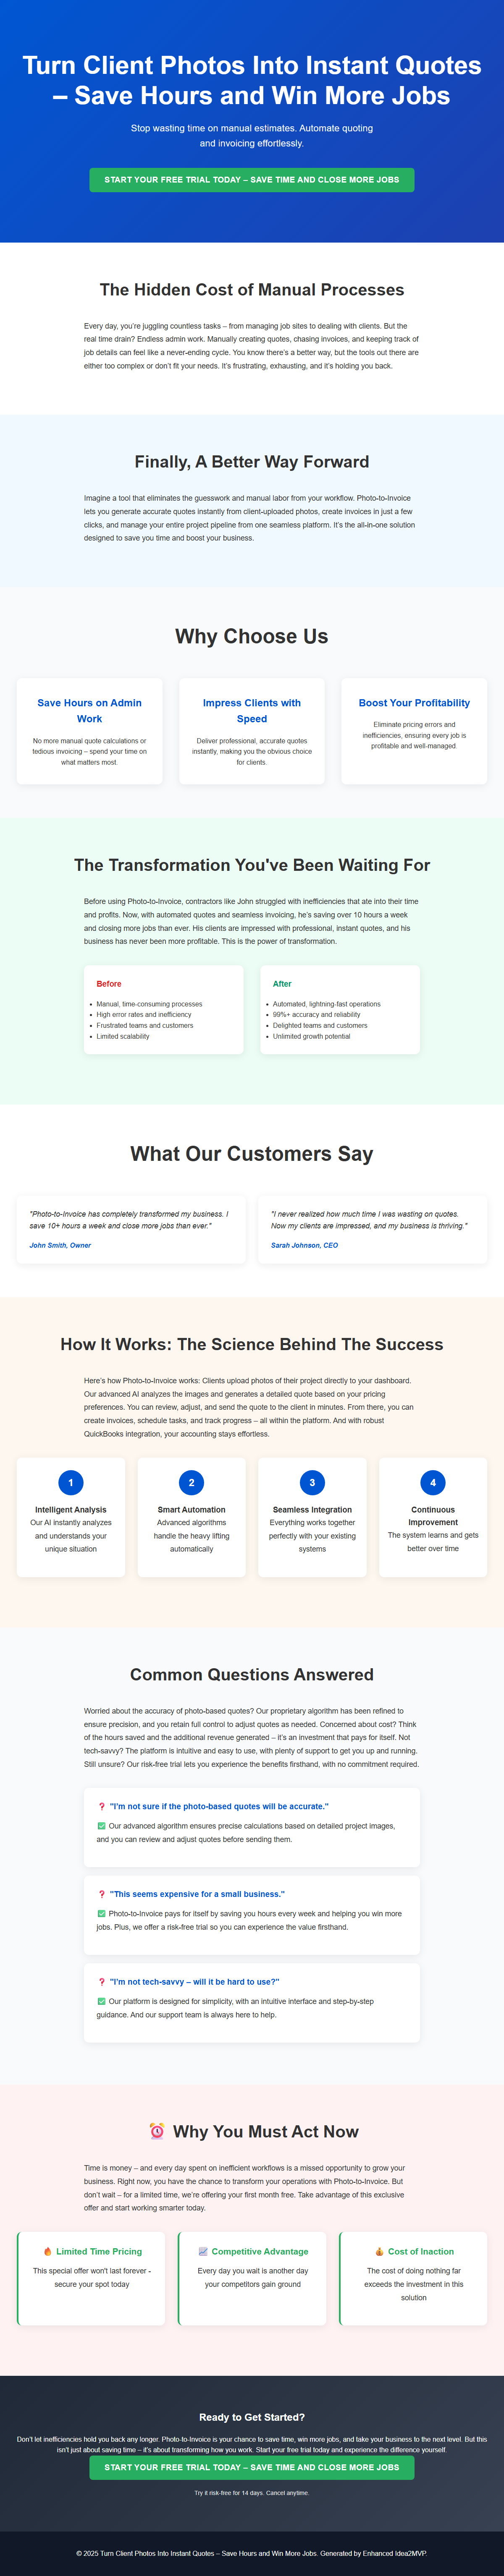 Turn Client Photos Into Instant Quotes
– Save Hours and Win More Jobs
Stop wasting time on manual estimates. Automate quoting
and invoicing effortlessly.
START YOUR FREE TRIAL TODAY – SAVE TIME AND CLOSE MORE JOBS
The Hidden Cost of Manual Processes
Every day, you're juggling countless tasks – from managing job sites to dealing with clients. But the
real time drain? Endless admin work. Manually creating quotes, chasing invoices, and keeping track of
job details can feel like a never-ending cycle. You know there's a better way, but the tools out there are
either too complex or don't fit your needs. It's frustrating, exhausting, and it's holding you back.
Finally, A Better Way Forward
Imagine a tool that eliminates the guesswork and manual labor from your workflow. Photo-to-Invoice
lets you generate accurate quotes instantly from client-uploaded photos, create invoices in just a few
clicks, and manage your entire project pipeline from one seamless platform. It's the all-in-one solution
designed to save you time and boost your business.
Why Choose Us
Save Hours on Admin
Work
No more manual quote calculations or
tedious invoicing – spend your time on
what matters most.
Impress Clients with
Speed
Deliver professional, accurate quotes
instantly, making you the obvious choice
for clients.
Boost Your Profitability
Eliminate pricing errors and
inefficiencies, ensuring every job is
profitable and well-managed.
The Transformation You've Been Waiting For
Before using Photo-to-Invoice, contractors like John struggled with inefficiencies that ate into their time
and profits. Now, with automated quotes and seamless invoicing, he's saving over 10 hours a week
and closing more jobs than ever. His clients are impressed with professional, instant quotes, and his
business has never been more profitable. This is the power of transformation.
Before
• Manual, time-consuming processes
• High error rates and inefficiency
• Frustrated teams and customers
• Limited scalability
After
• Automated, lightning-fast operations
• 99%+ accuracy and reliability
• Delighted teams and customers
• Unlimited growth potential
What Our Customers Say
"Photo-to-Invoice has completely transformed my business. I
save 10+ hours a week and close more jobs than ever."
John Smith, Owner
"I never realized how much time I was wasting on quotes.
Now my clients are impressed, and my business is thriving."
Sarah Johnson, CEO
How It Works: The Science Behind The Success
Here's how Photo-to-Invoice works: Clients upload photos of their project directly to your dashboard.
Our advanced AI analyzes the images and generates a detailed quote based on your pricing
preferences. You can review, adjust, and send the quote to the client in minutes. From there, you can
create invoices, schedule tasks, and track progress – all within the platform. And with robust
QuickBooks integration, your accounting stays effortless.
1
Intelligent Analysis
Our AI instantly analyzes
and understands your
unique situation
2
Smart Automation
Advanced algorithms
handle the heavy lifting
automatically
3
Seamless Integration
Everything works together
perfectly with your existing
systems
4
Continuous
Improvement
The system learns and gets
better over time
Common Questions Answered
Worried about the accuracy of photo-based quotes? Our proprietary algorithm has been refined to
ensure precision, and you retain full control to adjust quotes as needed. Concerned about cost? Think
of the hours saved and the additional revenue generated – it's an investment that pays for itself. Not
tech-savvy? The platform is intuitive and easy to use, with plenty of support to get you up and running.
Still unsure? Our risk-free trial lets you experience the benefits firsthand, with no commitment required.
❓ "I'm not sure if the photo-based quotes will be accurate."
✅ Our advanced algorithm ensures precise calculations based on detailed project images,
and you can review and adjust quotes before sending them.
❓ "This seems expensive for a small business."
✅ Photo-to-Invoice pays for itself by saving you hours every week and helping you win more
jobs. Plus, we offer a risk-free trial so you can experience the value firsthand.
❓ "I'm not tech-savvy – will it be hard to use?"
✅ Our platform is designed for simplicity, with an intuitive interface and step-by-step
guidance. And our support team is always here to help.
⏰ Why You Must Act Now
Time is money – and every day spent on inefficient workflows is a missed opportunity to grow your
business. Right now, you have the chance to transform your operations with Photo-to-Invoice. But
don't wait – for a limited time, we're offering your first month free. Take advantage of this exclusive
offer and start working smarter today.
🔥 Limited Time Pricing
This special offer won't last forever -
secure your spot today
📈 Competitive Advantage
Every day you wait is another day
your competitors gain ground
💰 Cost of Inaction
The cost of doing nothing far
exceeds the investment in this
solution
Ready to Get Started?
Don't let inefficiencies hold you back any longer. Photo-to-Invoice is your chance to save time, win more jobs, and take your business to the next level. But this
isn't just about saving time – it's about transforming how you work. Start your free trial today and experience the difference yourself.
START YOUR FREE TRIAL TODAY – SAVE TIME AND CLOSE MORE JOBS
Try it risk-free for 14 days. Cancel anytime.
© 2025 Turn Client Photos Into Instant Quotes – Save Hours and Win More Jobs. Generated by Enhanced Idea2MVP.